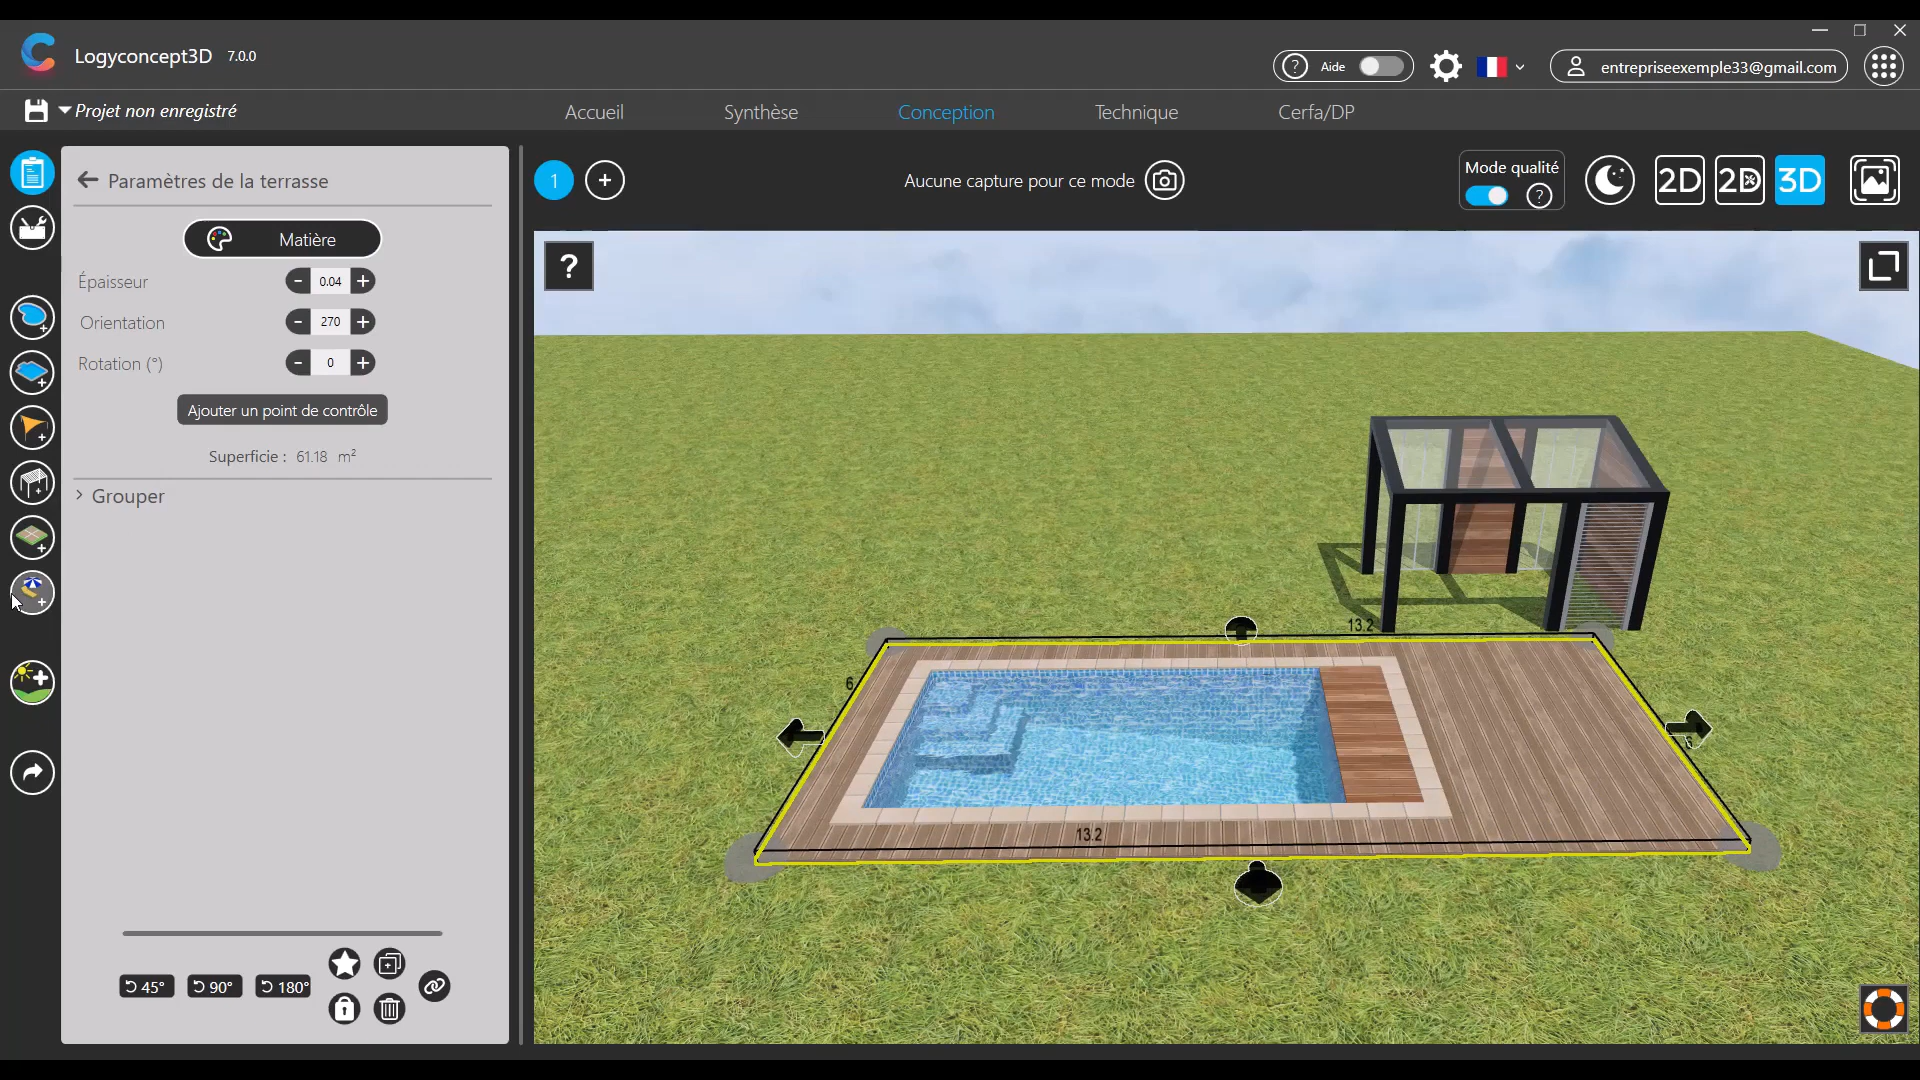 Logyconcept3D 7.0.0
? Aide
entrepriseexemple33@gmail.com
Projet non enregistré
Accueil Synthèse Conception Technique Cerfa/DP
Paramètres de la terrasse
1 +
Aucune capture pour ce mode
Mode qualité
?
2D 2D 3D
Matière
Épaisseur - 0.04 +
Orientation - 270 +
Rotation (°) - 0 +
Ajouter un point de contrôle
Superficie : 61.18 m²
> Grouper
?
13.2
6
6
13.2
45° 90° 180°